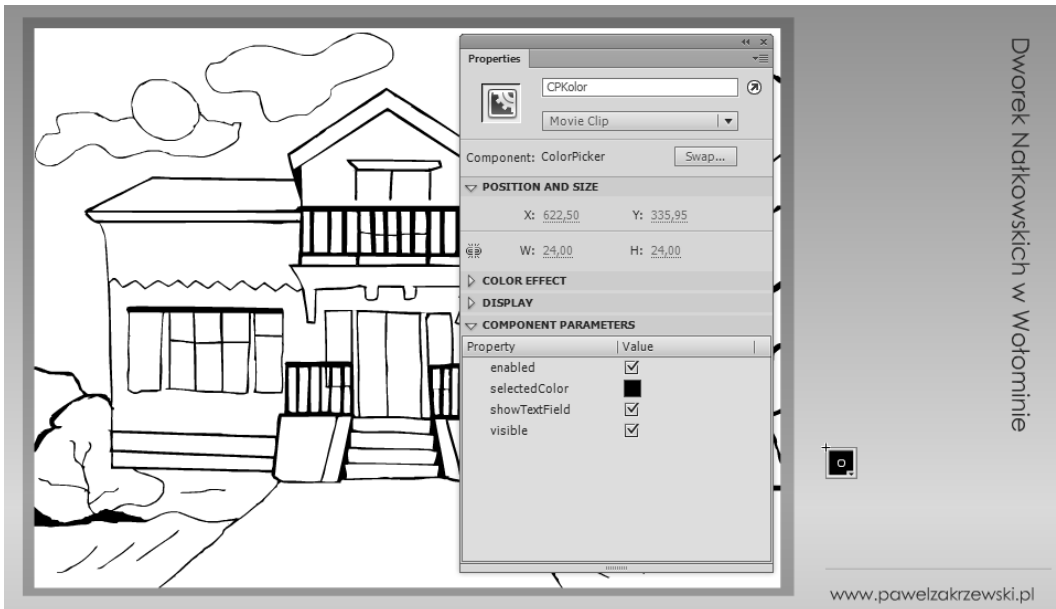 Properties
CPKolor
Movie Clip
Component: ColorPicker
Swap...
POSITION AND SIZE
X: 622,50 Y: 335,95
W: 24,00 H: 24,00
COLOR EFFECT
DISPLAY
COMPONENT PARAMETERS
Property Value
enabled
selectedColor
showTextField
visible
Dworek Nałkowskich w Wołominie
www.pawelzakrzewski.pl